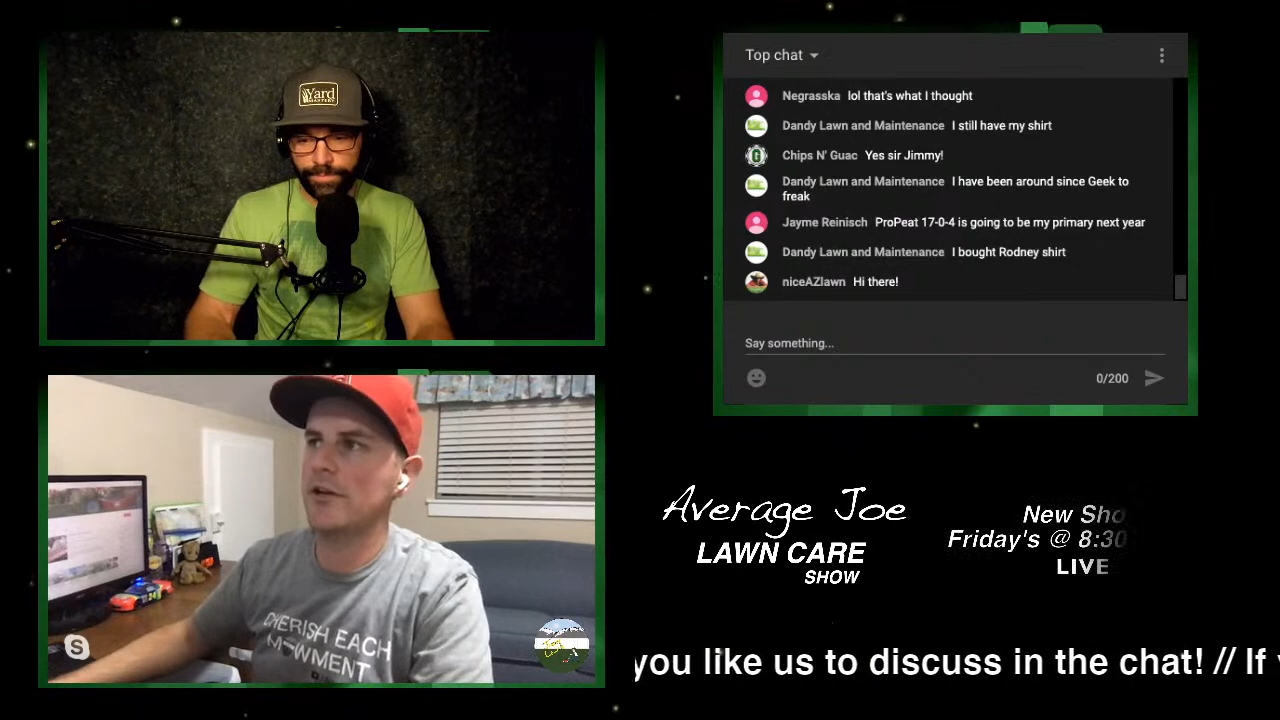 Yard
MASTERY
CHERISH EACH
MOWMENT
S
Top chat
Negrasska lol that's what I thought
Dandy Lawn and Maintenance I still have my shirt
G
Chips N' Guac Yes sir Jimmy!
Dandy Lawn and Maintenance I have been around since Geek to
freak
Jayme Reinisch ProPeat 17-0-4 is going to be my primary next year
Dandy Lawn and Maintenance I bought Rodney shirt
niceAZlawn Hi there!
Say something...
0/200
Average Joe
LAWN CARE
SHOW
New Sho
Friday's @ 8:30
LIVE
you like us to discuss in the chat! // If